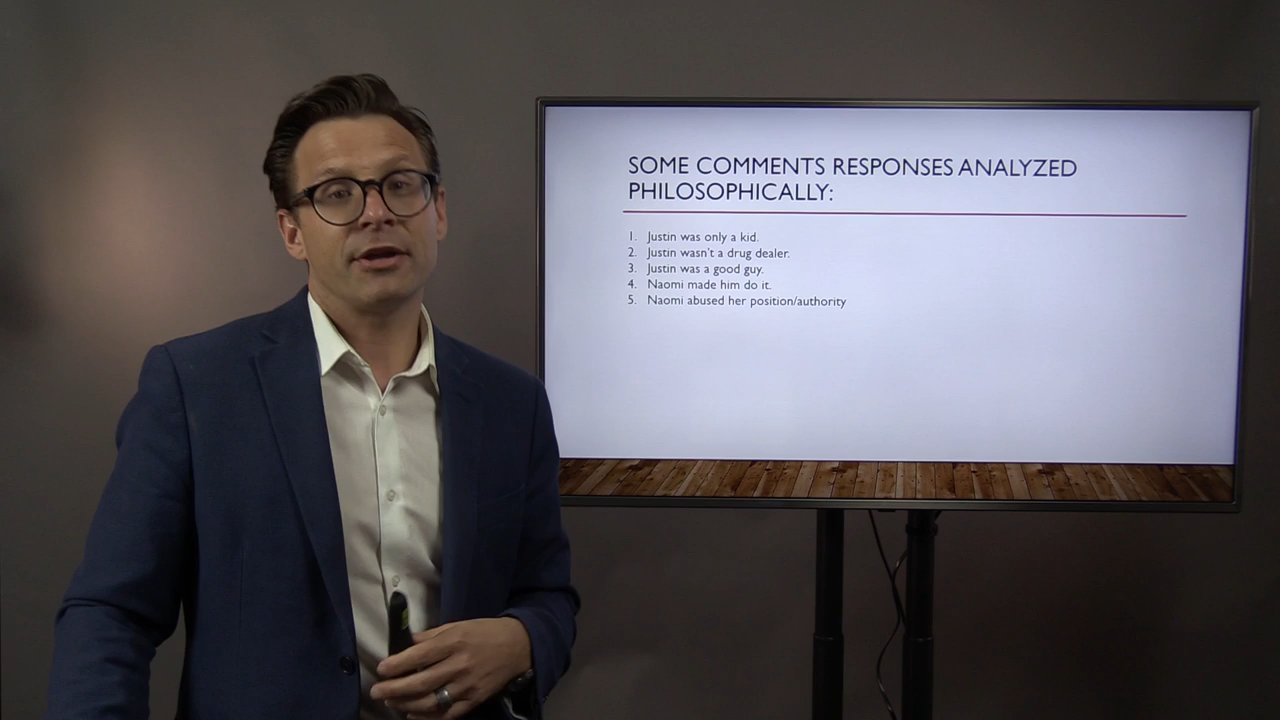 SOME COMMENTS RESPONSES ANALYZED
PHILOSOPHICALLY:
1. Justin was only a kid.
2. Justin wasn't a drug dealer.
3. Justin was a good guy.
4. Naomi made him do it.
5. Naomi abused her position/authority